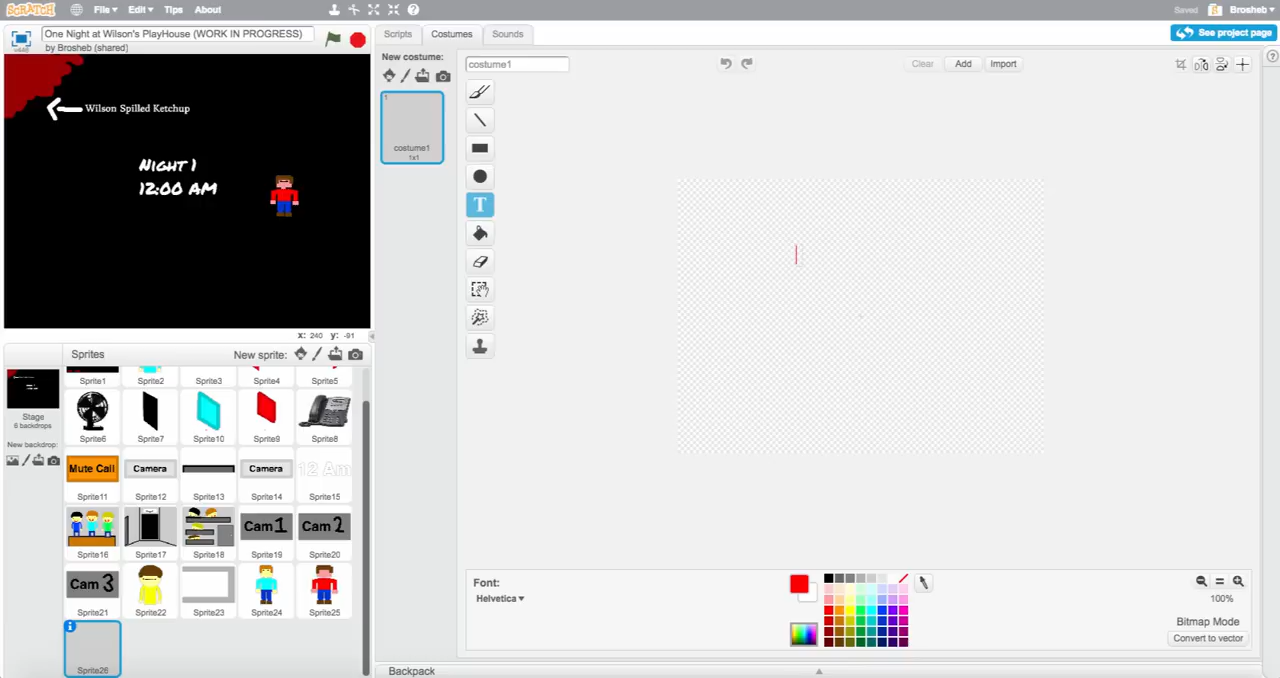 SCRATCH File▾ Edit▾ Tips About Saved Brosheb▾
One Night at Wilson's PlayHouse (WORK IN PROGRESS)
by Brosheb (shared)
Scripts Costumes Sounds
See project page
New costume:
costume1
Clear Add Import
1
costume1
1x1
Wilson Spilled Ketchup
Night 1
12:00 AM
T
x: 240 y: -91
Sprites New sprite:
Sprite1 Sprite2 Sprite3 Sprite4 Sprite5
Stage
6 backdrops
New backdrop:
Sprite6 Sprite7 Sprite10 Sprite9 Sprite8
Mute Call Camera Camera 12 Am
Sprite11 Sprite12 Sprite13 Sprite14 Sprite15
Cam 1 Cam 2
Sprite16 Sprite17 Sprite18 Sprite19 Sprite20
Cam 3
Sprite21 Sprite22 Sprite23 Sprite24 Sprite25
Sprite26
Font:
Helvetica▾
100%
Bitmap Mode
Convert to vector
Backpack